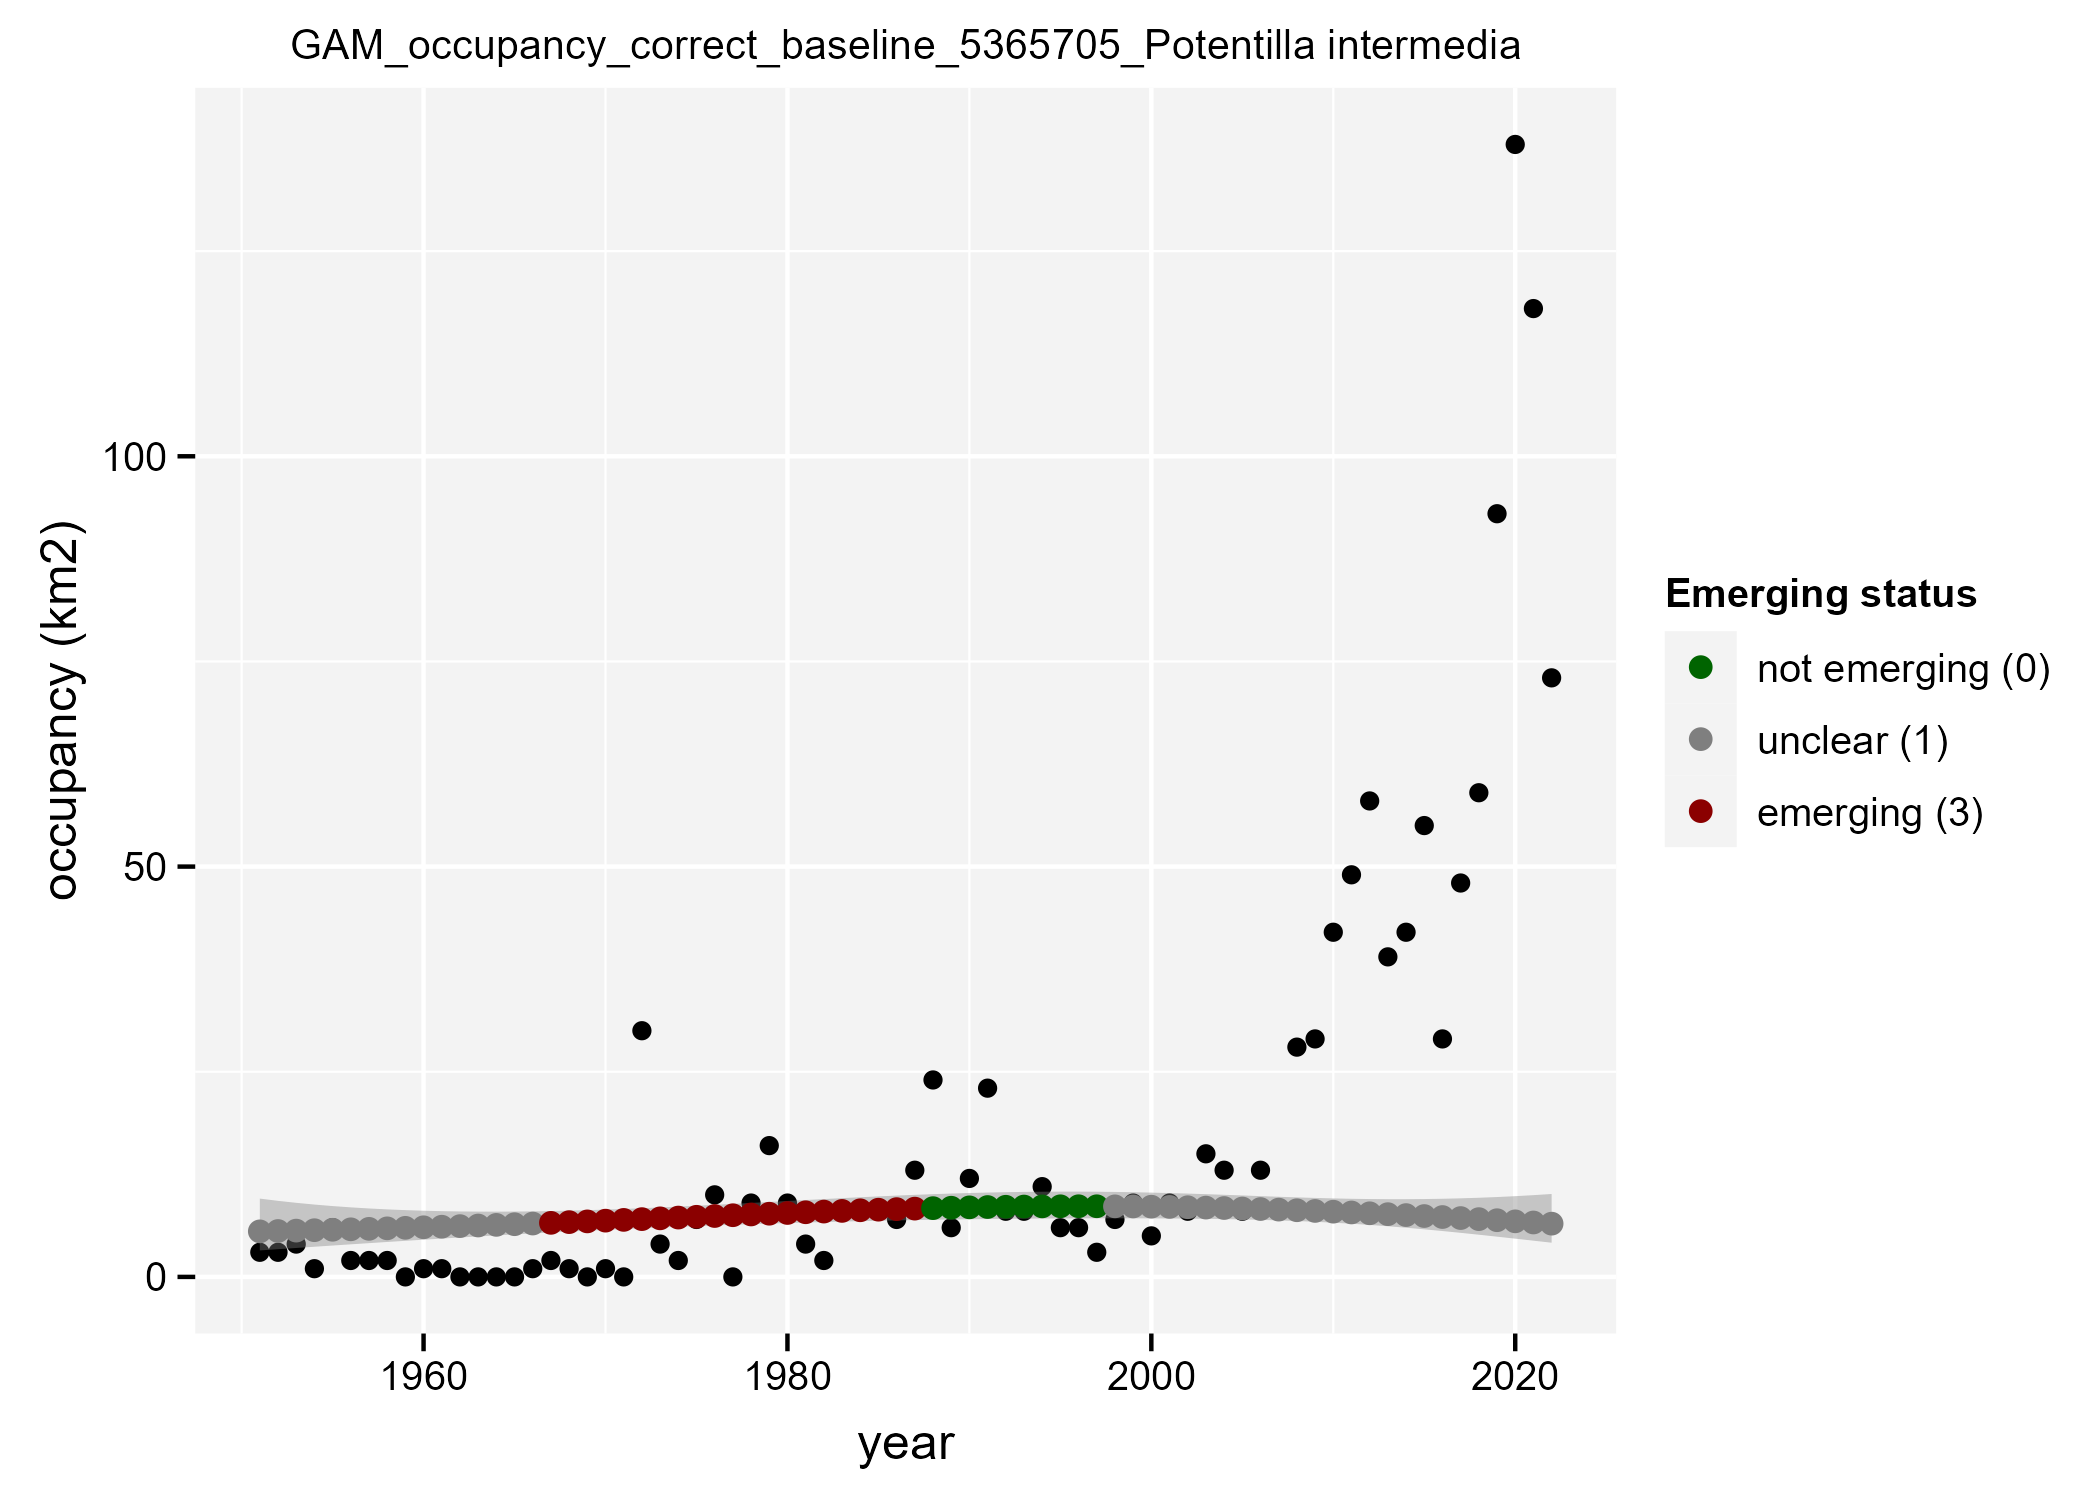 GAM_occupancy_correct_baseline_5365705_Potentilla intermedia
occupancy (km2)
100
50
0
1960 1980 2000 2020
year
Emerging status
not emerging (0)
unclear (1)
emerging (3)